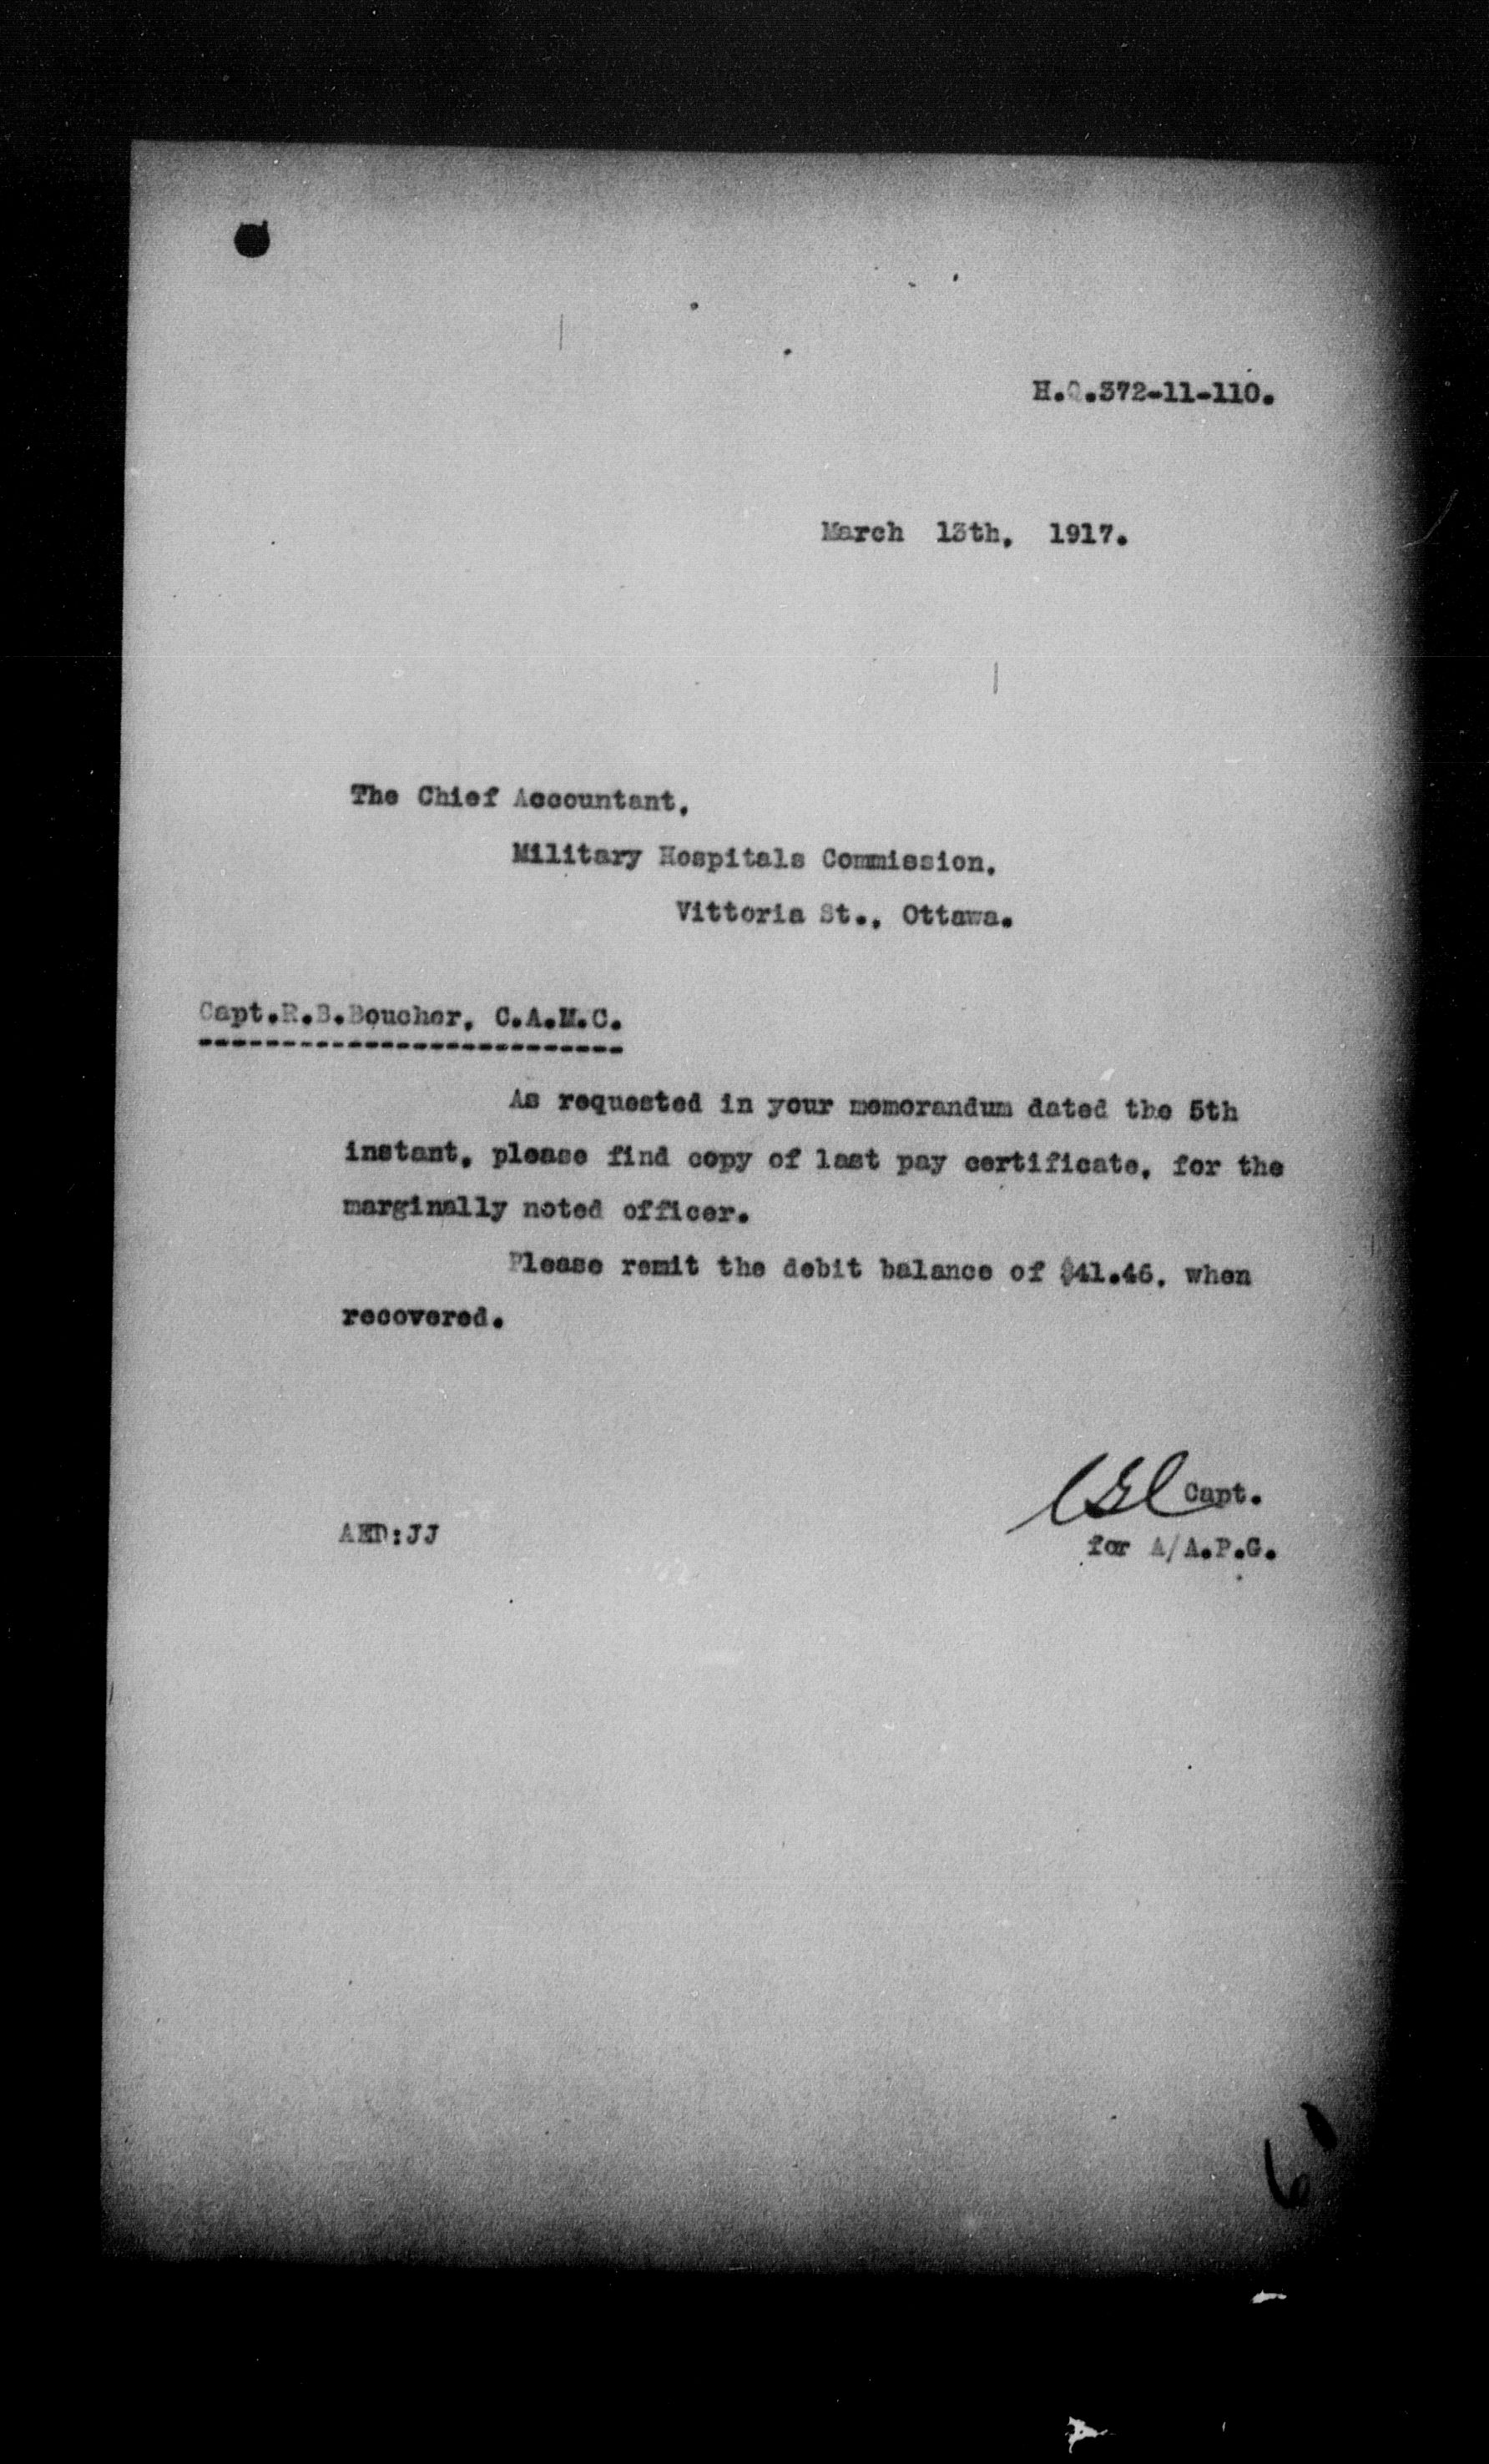 H.Q.372-11-110.
March 13th, 1917.
The Chief Accountant,
Military Hospitals Commission,
Vittoria St., Ottawa.
Capt.R.B.Boucher, C.A.M.C.
As requested in your memorandum dated the 5th
instant, please find copy of last pay certificate, for the
marginally noted officer.
Please remit the debit balance of $41.46, when
recovered.
Capt.
AED:JJ
for A/A.P.G.